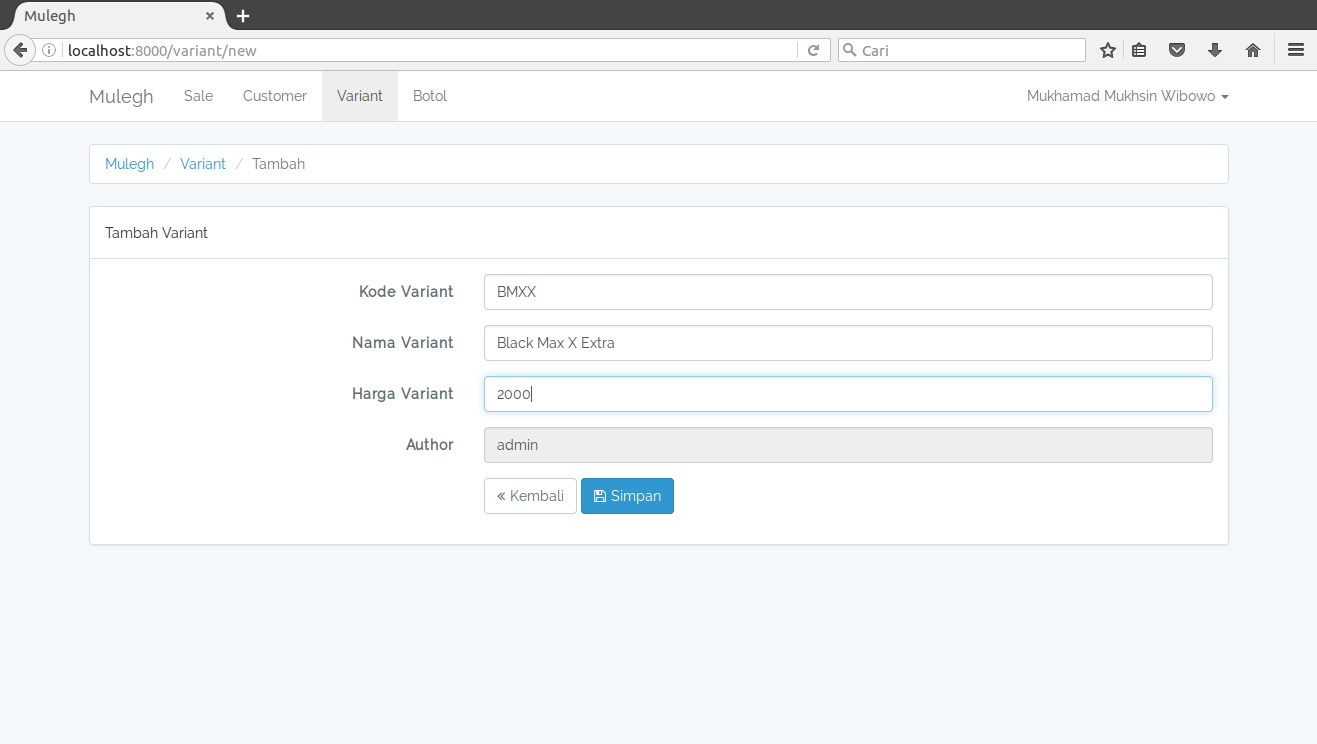 Mulegh
localhost:8000/variant/new
Cari
Mulegh Sale Customer Variant Botol Mukhamad Mukhsin Wibowo
Mulegh / Variant / Tambah
Tambah Variant
Kode Variant BMXX
Nama Variant Black Max X Extra
Harga Variant 2000
Author admin
« Kembali Simpan